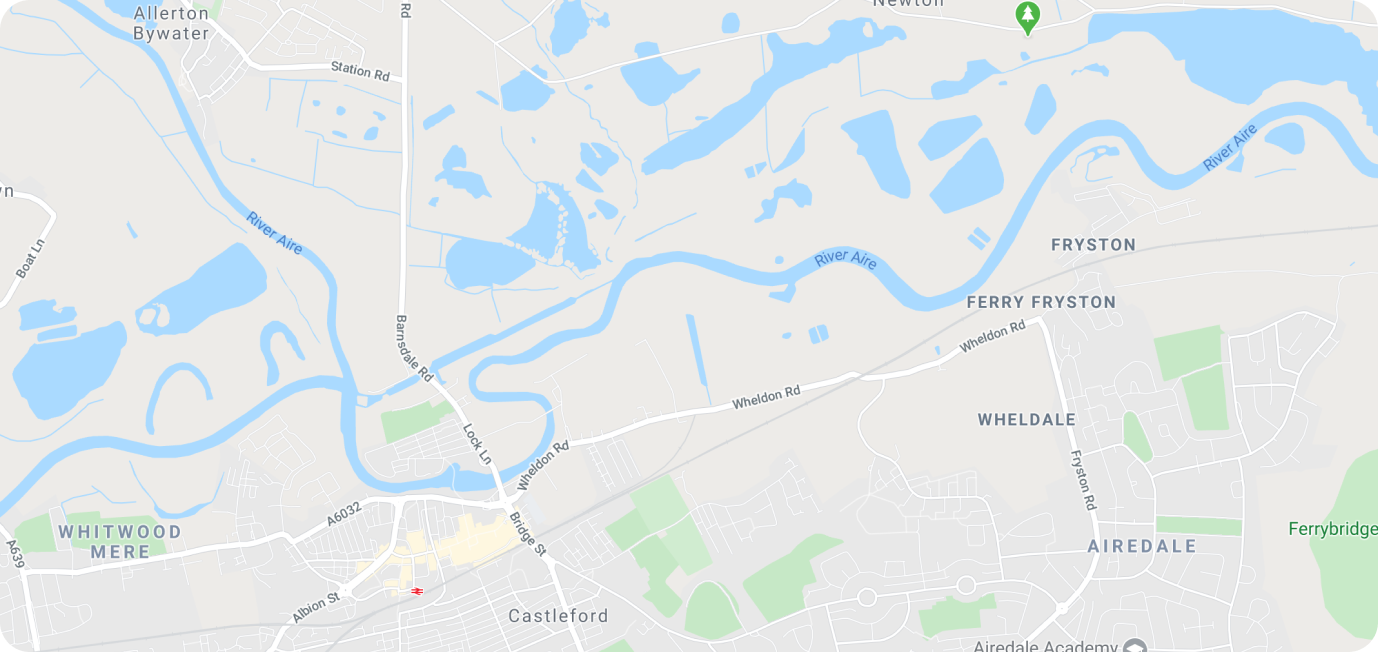 Allerton
Bywater
Newton
Rd
Station Rd
River Aire
wn
River Aire
Boat Ln
FRYSTON
River Aire
FERRY FRYSTON
Barnsdale Rd
Wheldon Rd
Wheldon Rd
WHELDALE
Lock Ln
Wheldon Rd
Fryston Rd
A6032
WHITWOOD
MERE
Bridge St
Ferrybridge
A639
AIREDALE
Albion St
Castleford
Airedale Academy